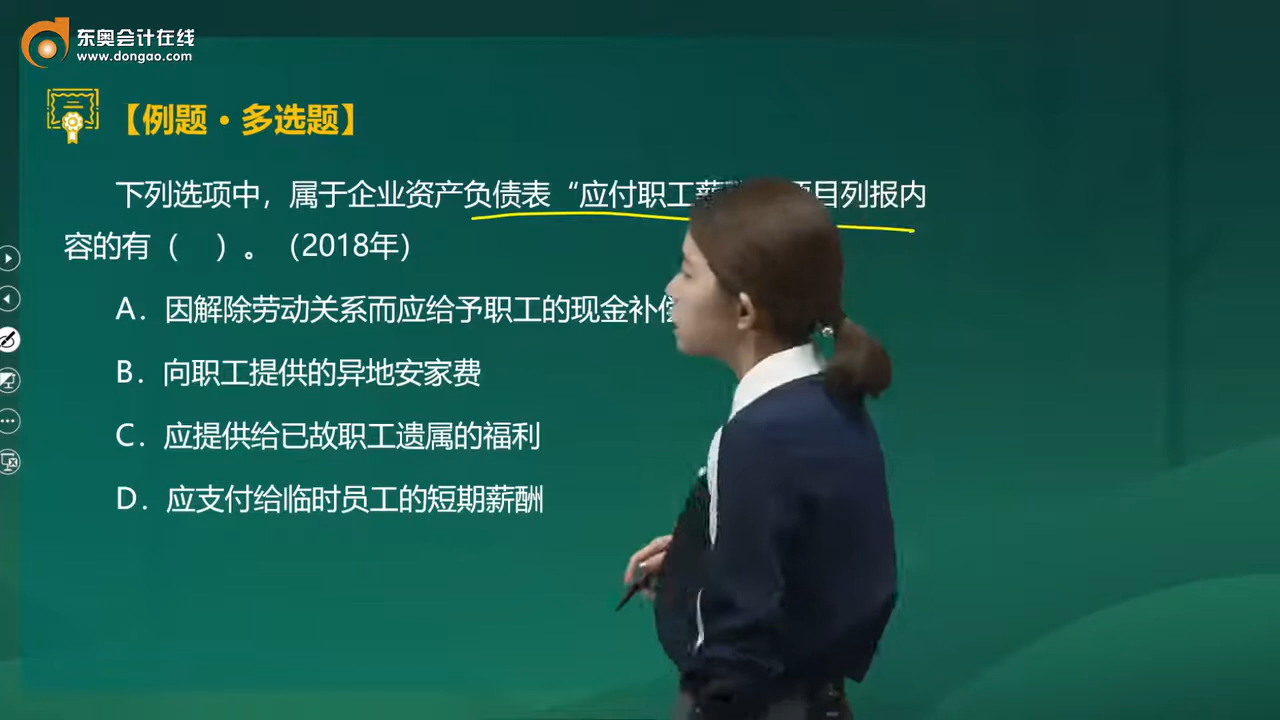 东奥会计在线
www.dongao.com
【例题·多选题】
下列选项中，属于企业资产负债表“应付职工 目列报内
容的有（ ）。（2018年）
A．因解除劳动关系而应给予职工的现金补
B．向职工提供的异地安家费
C．应提供给已故职工遗属的福利
D．应支付给临时员工的短期薪酬